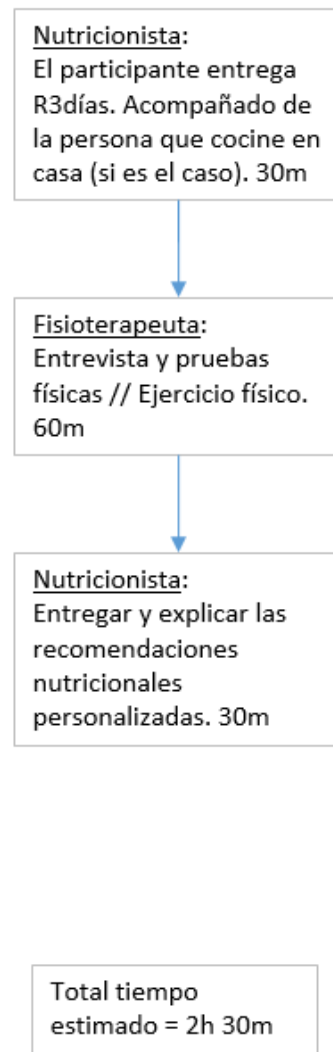 Nutricionista:
El participante entrega
R3días. Acompañado de
la persona que cocine en
casa (si es el caso). 30m
Fisioterapeuta:
Entrevista y pruebas
físicas // Ejercicio físico.
60m
Nutricionista:
Entregar y explicar las
recomendaciones
nutricionales
personalizadas. 30m
Total tiempo
estimado = 2h 30m